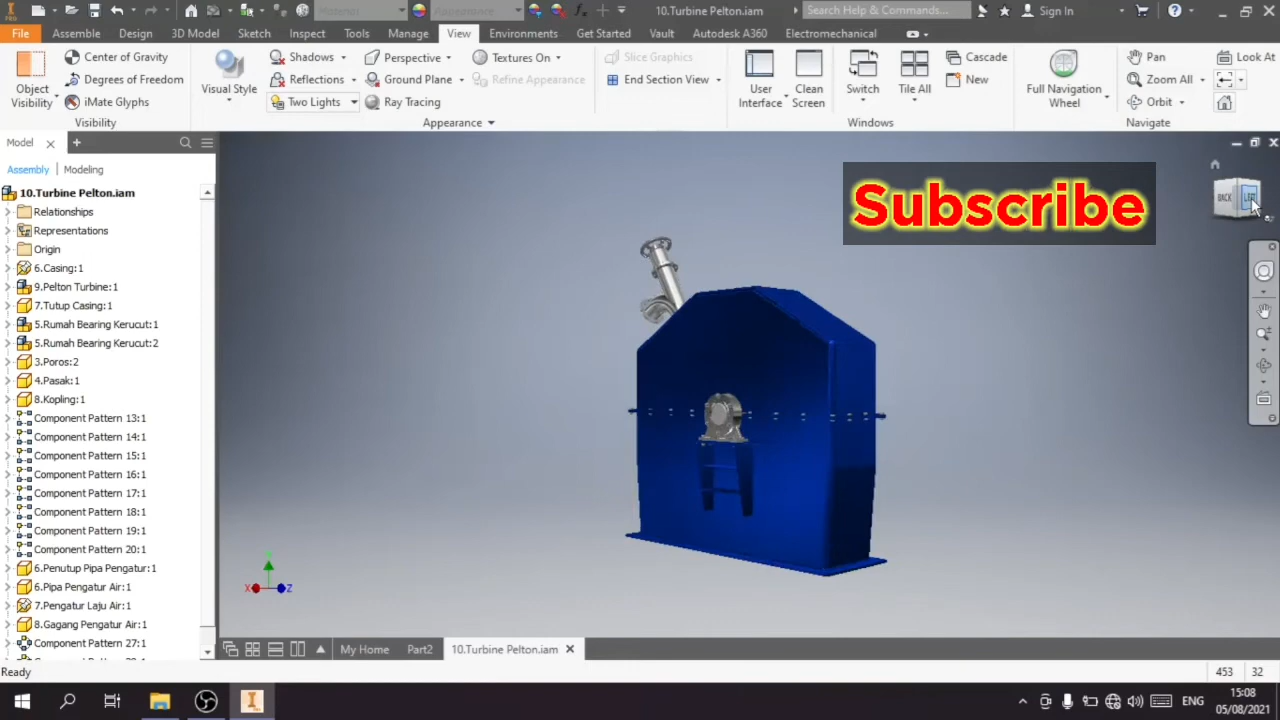 PRO
Material
Appearance
10.Turbine Pelton.iam
Search Help & Commands...
Sign In
File
Assemble
Design
3D Model
Sketch
Inspect
Tools
Manage
View
Environments
Get Started
Vault
Autodesk A360
Electromechanical
Object Visibility
Center of Gravity
Degrees of Freedom
iMate Glyphs
Visibility
Visual Style
Shadows
Reflections
Two Lights
Perspective
Ground Plane
Ray Tracing
Textures On
Refine Appearance
Appearance
Slice Graphics
End Section View
User Interface
Clean Screen
Switch
Tile All
Cascade
New
Windows
Full Navigation Wheel
Pan
Zoom All
Orbit
Look At
Navigate
Model
Assembly
Modeling
10.Turbine Pelton.iam
Relationships
Representations
Origin
6.Casing:1
9.Pelton Turbine:1
7.Tutup Casing:1
5.Rumah Bearing Kerucut:1
5.Rumah Bearing Kerucut:2
3.Poros:2
4.Pasak:1
8.Kopling:1
Component Pattern 13:1
Component Pattern 14:1
Component Pattern 15:1
Component Pattern 16:1
Component Pattern 17:1
Component Pattern 18:1
Component Pattern 19:1
Component Pattern 20:1
6.Penutup Pipa Pengatur:1
6.Pipa Pengatur Air:1
7.Pengatur Laju Air:1
8.Gagang Pengatur Air:1
Component Pattern 27:1
Subscribe
BACK
LEFT
X
Z
My Home
Part2
10.Turbine Pelton.iam
Ready
453
32
ENG
15:08
05/08/2021